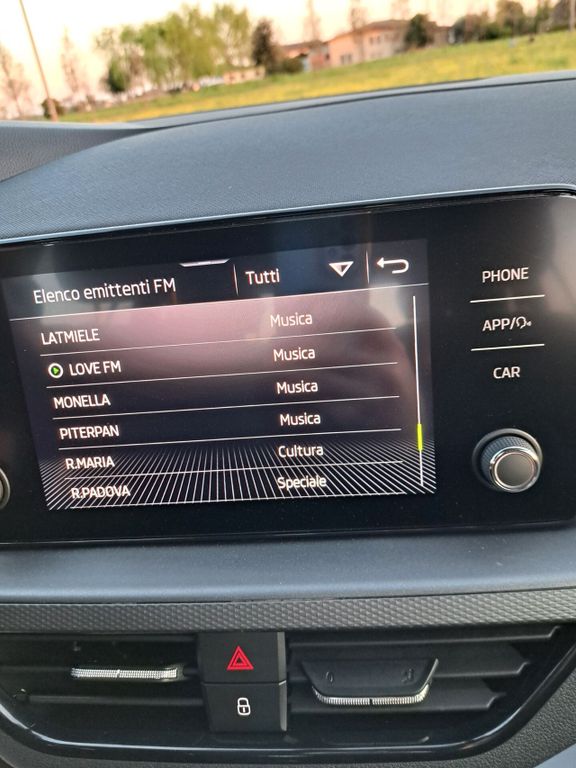 Elenco emittenti FM Tutti
LATMIELE Musica
LOVE FM Musica
MONELLA Musica
PITERPAN Musica
R.MARIA Cultura
R.PADOVA Speciale
PHONE
APP/
CAR